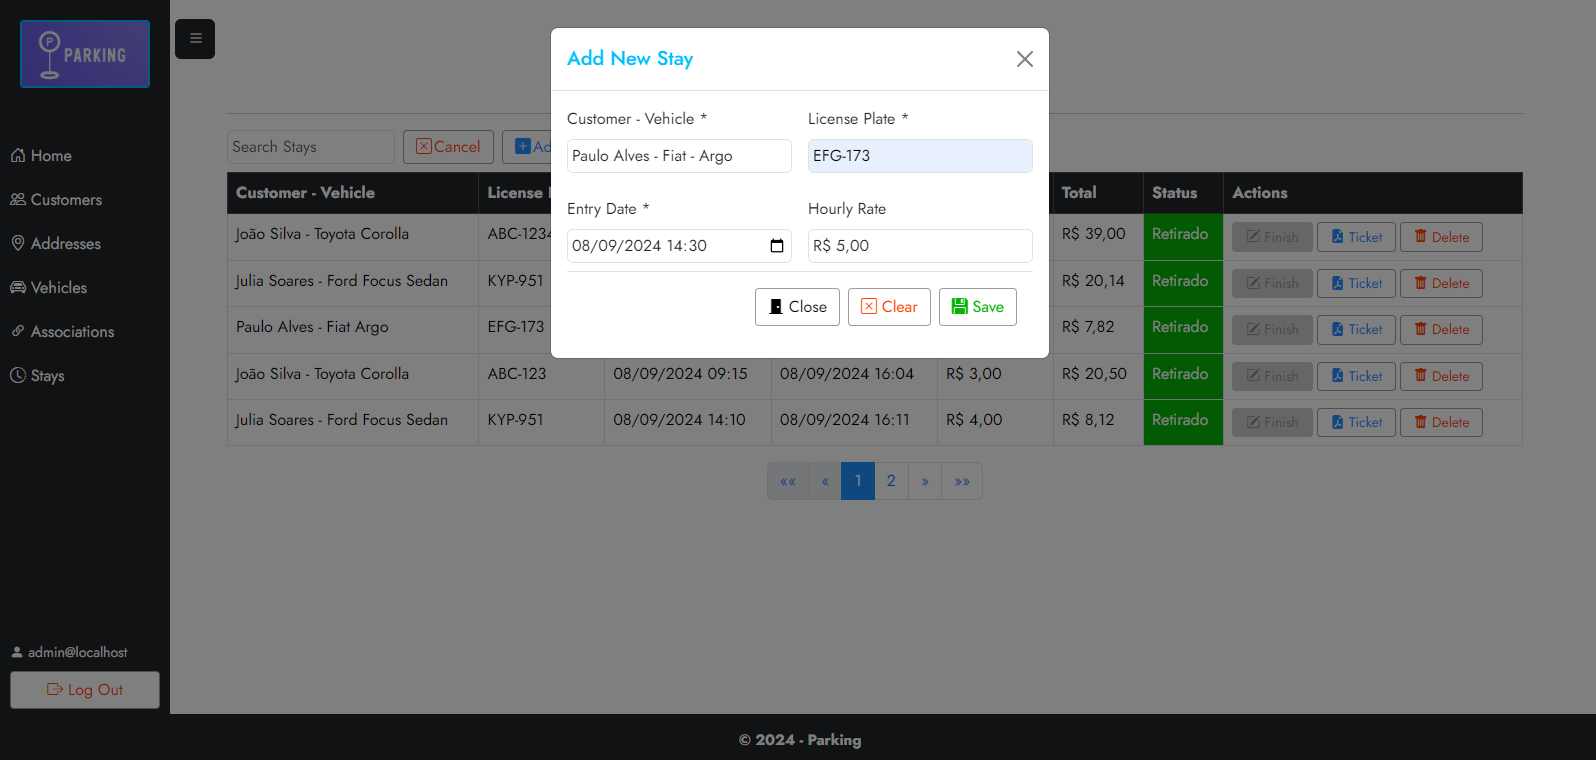 P PARKING
Home
Customers
Addresses
Vehicles
Associations
Stays
admin@localhost
Log Out
Add New Stay
Customer - Vehicle *
License Plate *
Paulo Alves - Fiat - Argo
EFG-173
Entry Date *
Hourly Rate
08/09/2024 14:30
R$ 5,00
Close Clear Save
Search Stays Cancel
Customer - Vehicle License Total Status Actions
João Silva - Toyota Corolla ABC-1234 R$ 39,00 Retirado Finish Ticket Delete
Julia Soares - Ford Focus Sedan KYP-951 R$ 20,14 Retirado Finish Ticket Delete
Paulo Alves - Fiat Argo EFG-173 R$ 7,82 Retirado Finish Ticket Delete
João Silva - Toyota Corolla ABC-123 08/09/2024 09:15 08/09/2024 16:04 R$ 3,00 R$ 20,50 Retirado Finish Ticket Delete
Julia Soares - Ford Focus Sedan KYP-951 08/09/2024 14:10 08/09/2024 16:11 R$ 4,00 R$ 8,12 Retirado Finish Ticket Delete
«« « 1 2 » »»
© 2024 - Parking